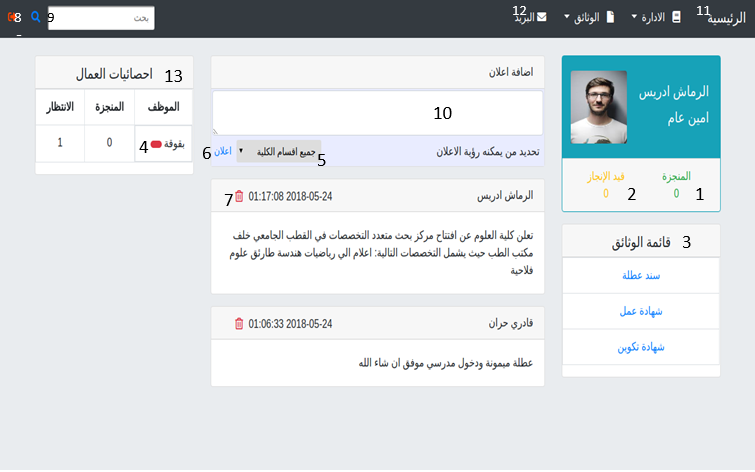 الرئيسية 11
الادارة
الوثائق
البريد 12
بحث 9
8
الرماش ادريس
امين عام
المنجزة
قيد الإنجاز
0 1
0 2
قائمة الوثائق 3
سند عطلة
شهادة عمل
شهادة تكوين
اضافة اعلان
10
تحديد من يمكنه رؤية الاعلان
جميع اقسام الكلية 5
اعلان 6
الرماش ادريس
2018-05-24 01:17:08
7
تعلن كلية العلوم عن افتتاح مركز بحث متعدد التخصصات في القطب الجامعي خلف
مكتب الطب حيث يشمل التخصصات التالية: اعلام الي رياضيات هندسة طارئق علوم
فلاحية
قادري حران
2018-05-24 01:06:33
عطلة ميمونة ودخول مدرسي موفق ان شاء الله
احصائيات العمال 13
الموظف المنجزة الانتظار
بقوقة 4 0 1